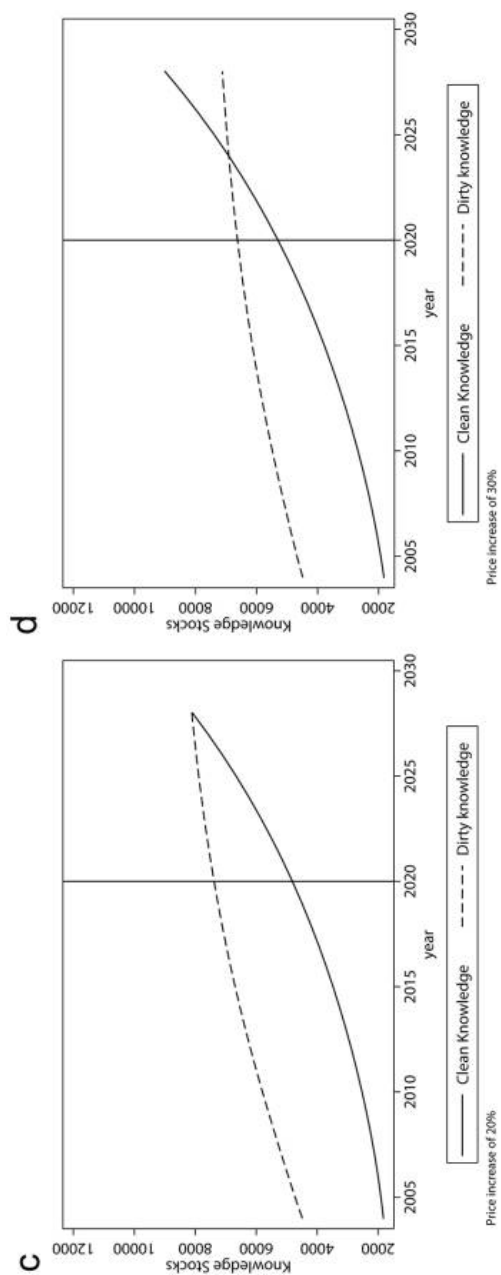 c
Knowledge Stocks
12000
10000
8000
6000
4000
2000
2005
2010
2015
2020
2025
2030
year
Clean Knowledge
Dirty knowledge
Price increase of 20%
d
Knowledge Stocks
12000
10000
8000
6000
4000
2000
2005
2010
2015
2020
2025
2030
year
Clean Knowledge
Dirty knowledge
Price increase of 30%